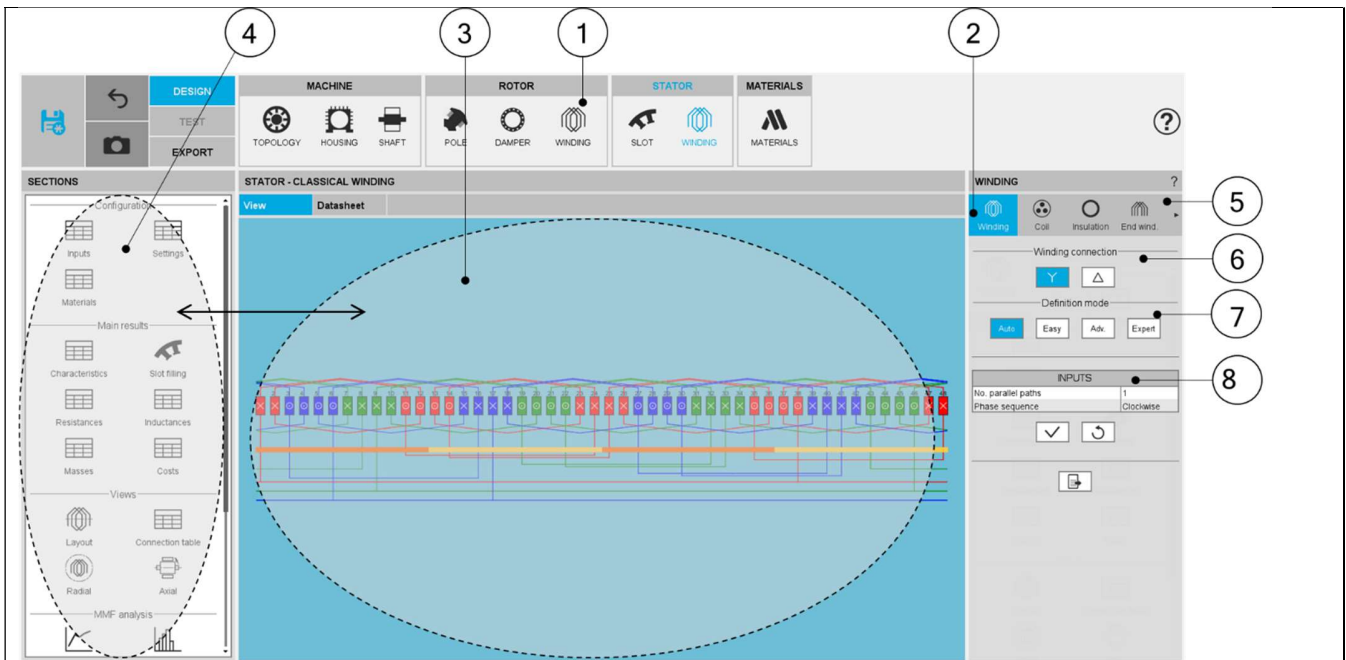 4
3
1
2
DESIGN
TEST
EXPORT
MACHINE
ROTOR
STATOR
MATERIALS
TOPOLOGY HOUSING SHAFT POLE DAMPER WINDING SLOT WINDING MATERIALS
?
SECTIONS
STATOR - CLASSICAL WINDING
WINDING ?
View Datasheet
Configuration
Inputs Settings
Materials
Main results
Characteristics Slot filling
Resistances Inductances
Masses Costs
Views
Layout Connection table
Radial Axial
MMF analysis
Winding Coil Insulation End wind.
5
Winding connection
6
Y Δ
Definition mode
7
Auto Easy Adv. Expert
INPUTS
8
No. parallel paths 1
Phase sequence Clockwise